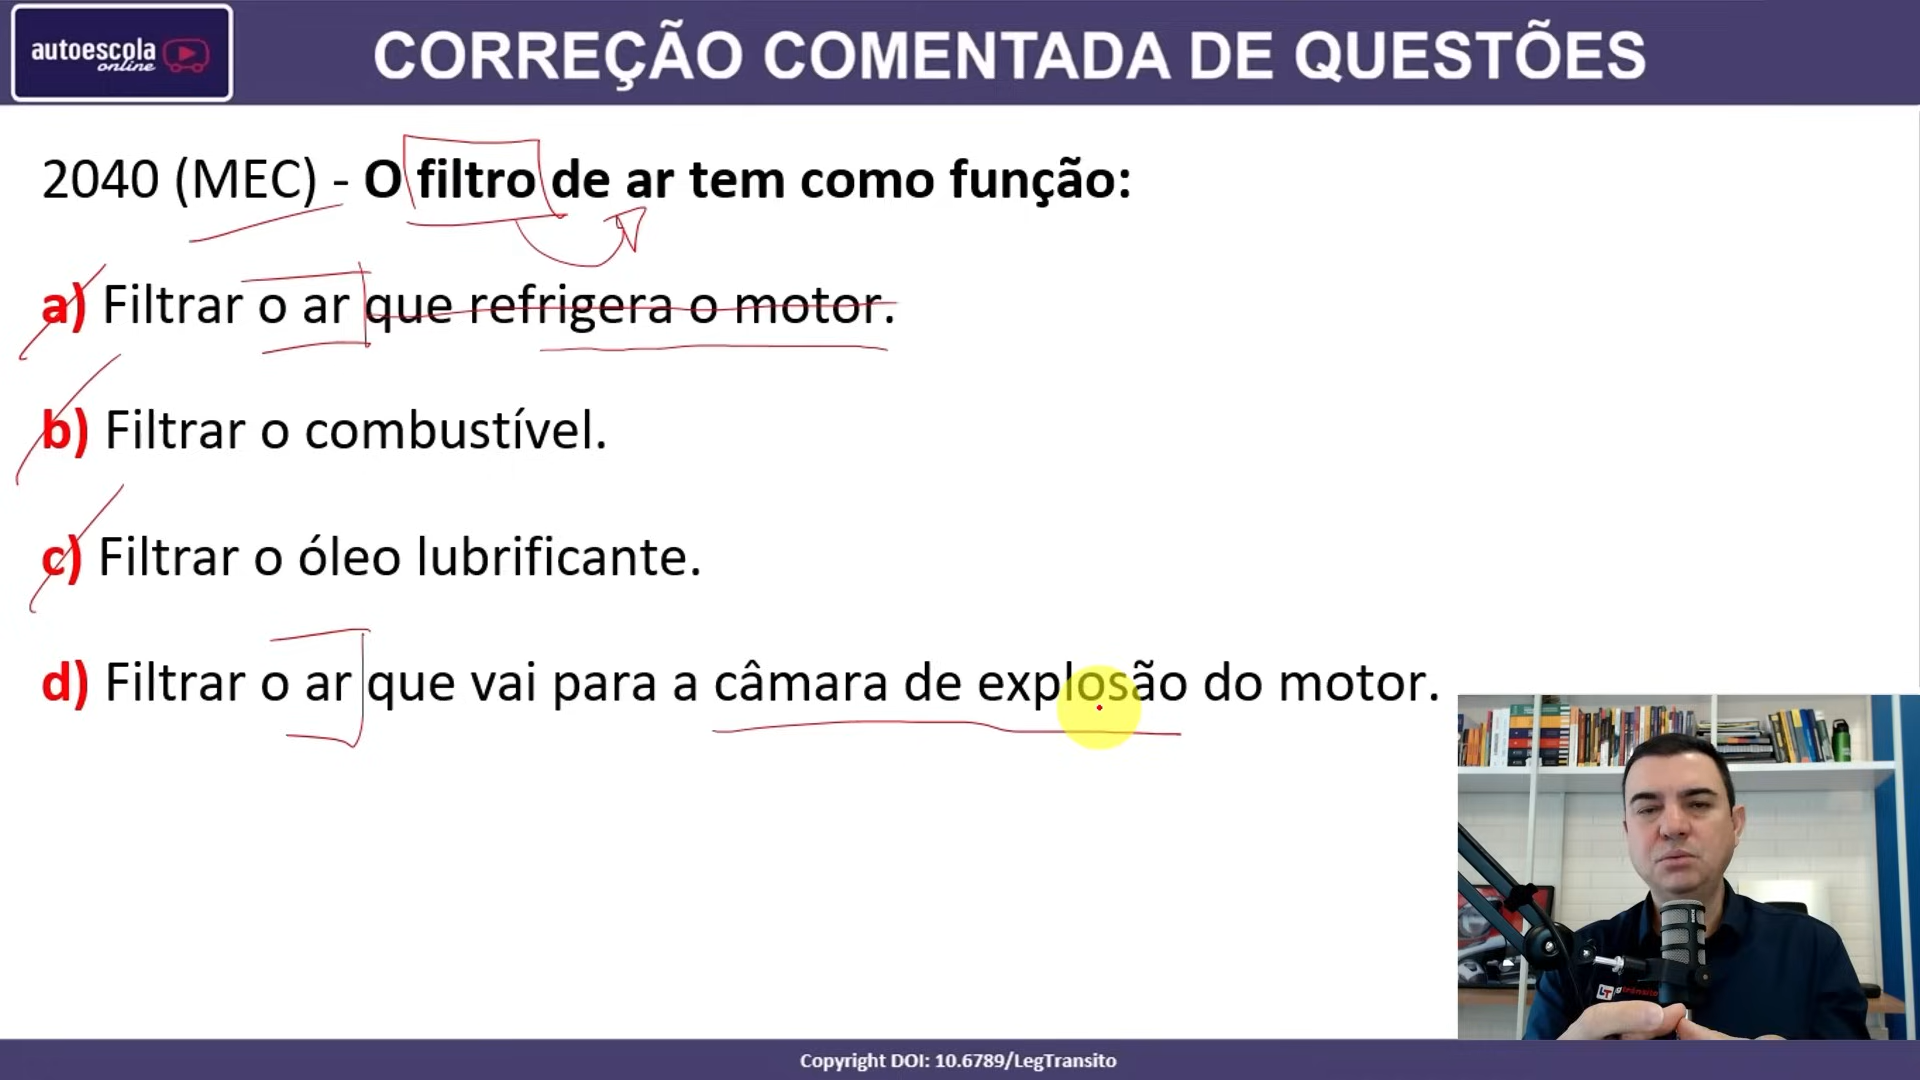 autoescola
online
CORREÇÃO COMENTADA DE QUESTÕES
2040 (MEC) - O filtro de ar tem como função:
a) Filtrar o ar que refrigera o motor.
b) Filtrar o combustível.
c) Filtrar o óleo lubrificante.
d) Filtrar o ar que vai para a câmara de explosão do motor.
LT
Copyright DOI: 10.6789/LegTransito